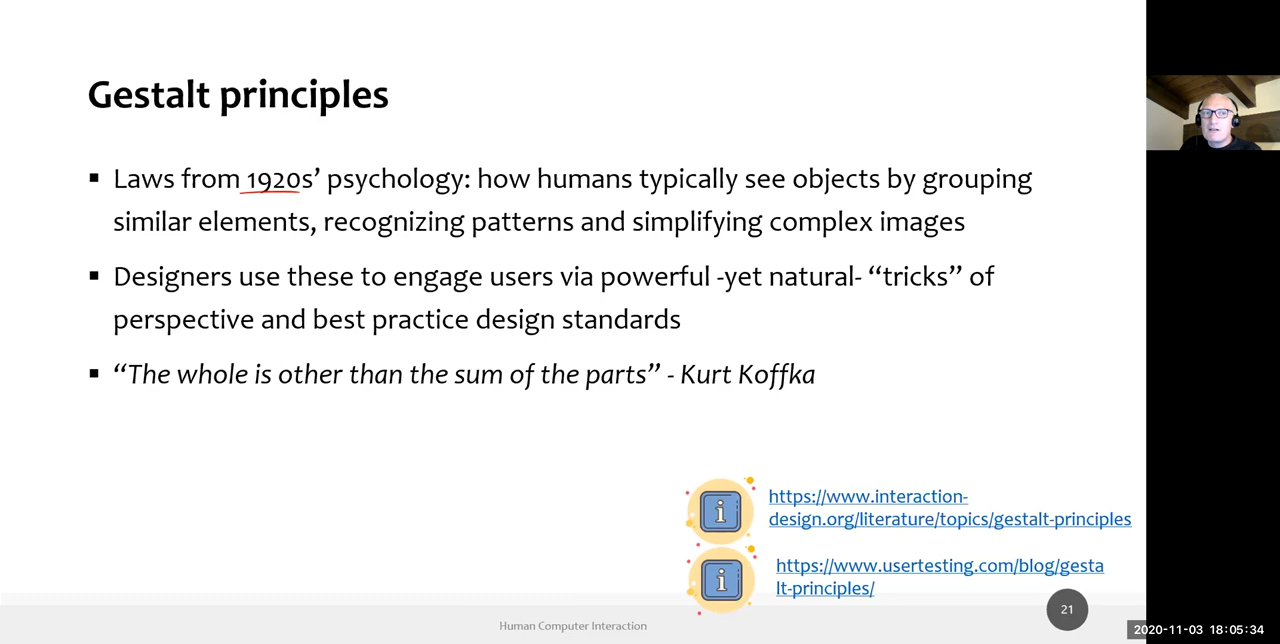 Gestalt principles
▪ Laws from 1920s’ psychology: how humans typically see objects by grouping
similar elements, recognizing patterns and simplifying complex images
▪ Designers use these to engage users via powerful -yet natural- “tricks” of
perspective and best practice design standards
▪ “The whole is other than the sum of the parts” - Kurt Koffka
https://www.interaction-
design.org/literature/topics/gestalt-principles
https://www.usertesting.com/blog/gesta
lt-principles/
21
Human Computer Interaction
2020-11-03 18:05:34